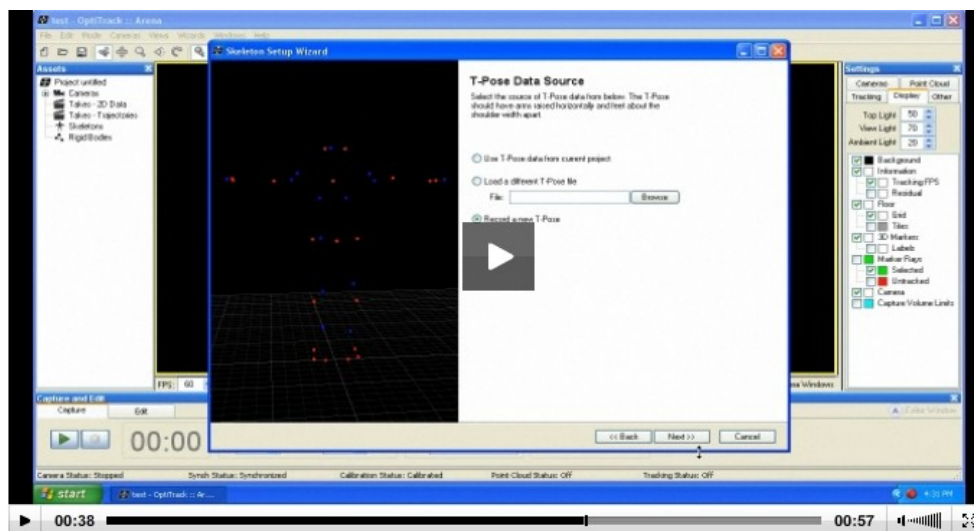 test - OptiTrack :: Arena
File Edit Mode Cameras Views Wizards Windows Help
Skeleton Setup Wizard
Assets
Project untitled
Cameras
Takes - 2D Data
Takes - Trajectories
Skeletons
Rigid Bodies
T-Pose Data Source
Select the source of T-Pose data from below. The T-Pose
should have arms raised horizontally and feet about the
shoulder width apart.
Use T-Pose data from current project
Load a different T-Pose file
File:
Browse
Record a new T-Pose
<< Back
Next >>
Cancel
Settings
Cameras
Point Cloud
Tracking
Display
Other
Top Light 50
View Light 70
Ambient Light 20
Background
Information
Tracking FPS
Residual
Floor
Grid
Tiles
3D Markers
Labels
Marker Rays
Selected
Untracked
Camera
Capture Volume Limits
FPS: 60
Windows
Capture and Edit
Capture
Edit
00:00
Camera Status: Stopped
Synch Status: Synchronized
Calibration Status: Calibrated
Point Cloud Status: Off
Tracking Status: Off
start
test - OptiTrack :: Ar...
4:31 PM
00:38
00:57